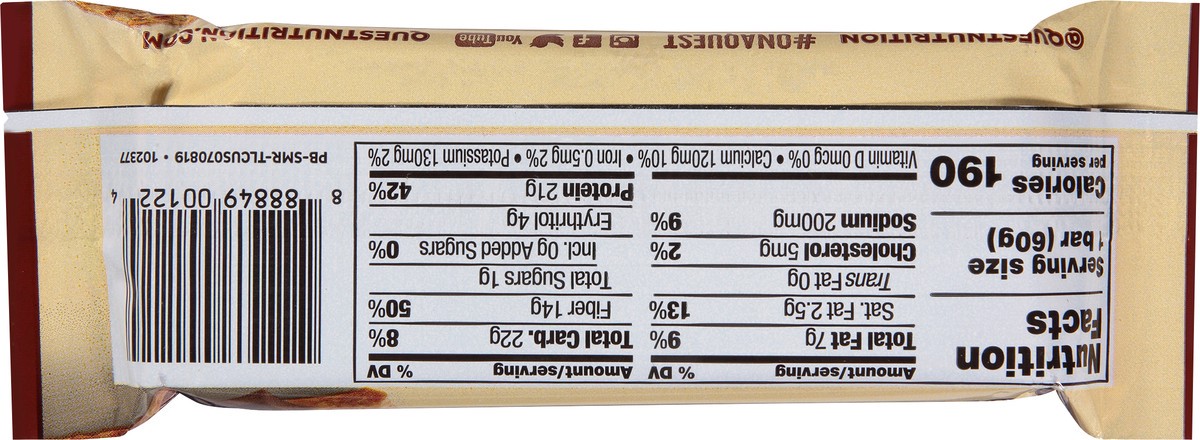 Nutrition
Facts
Serving size
1 bar (60g)
Calories 190
per serving
Amount/serving % DV
Total Fat 7g 9%
Sat. Fat 2.5g 13%
Trans Fat 0g
Cholesterol 5mg 2%
Sodium 200mg 9%
Amount/serving % DV
Total Carb. 22g 8%
Fiber 14g 50%
Total Sugars 1g
Incl. 0g Added Sugars 0%
Erythritol 4g
Protein 21g 42%
Vitamin D 0mcg 0% • Calcium 120mg 10% • Iron 0.5mg 2% • Potassium 130mg 2%
8 88849 00122 4
PB-SMR-TLCUS070819 • 102377
@QUESTNUTRITION #ONAQUEST YouTube QUESTNUTRITION.COM